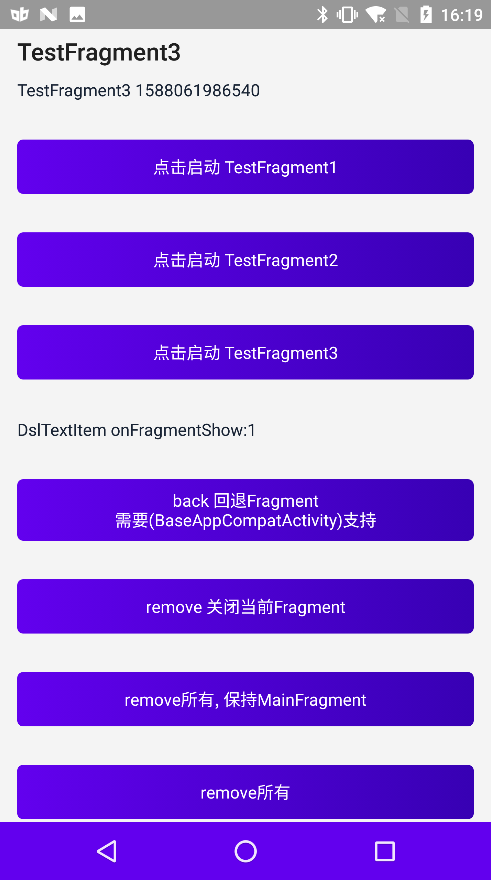 16:19
TestFragment3
TestFragment3 1588061986540
点击启动 TestFragment1
点击启动 TestFragment2
点击启动 TestFragment3
DslTextItem onFragmentShow:1
back 回退Fragment
需要(BaseAppCompatActivity)支持
remove 关闭当前Fragment
remove所有, 保持MainFragment
remove所有